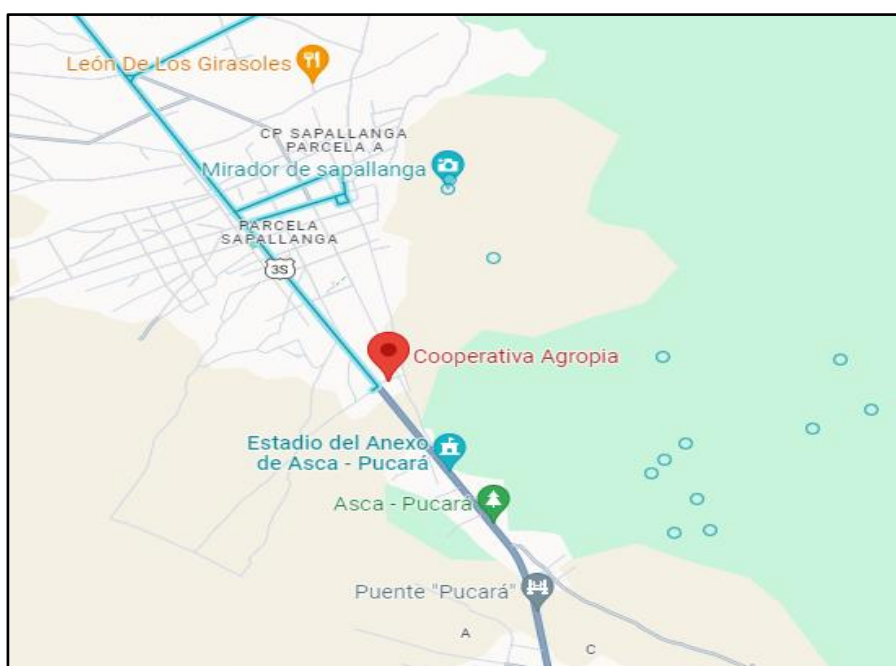 León De Los Girasoles
CP SAPALLANGA
PARCELA A
Mirador de sapallanga
PARCELA
SAPALLANGA
3S
Cooperativa Agropia
Estadio del Anexo
de Asca - Pucará
Asca - Pucará
Puente "Pucará"
A
C